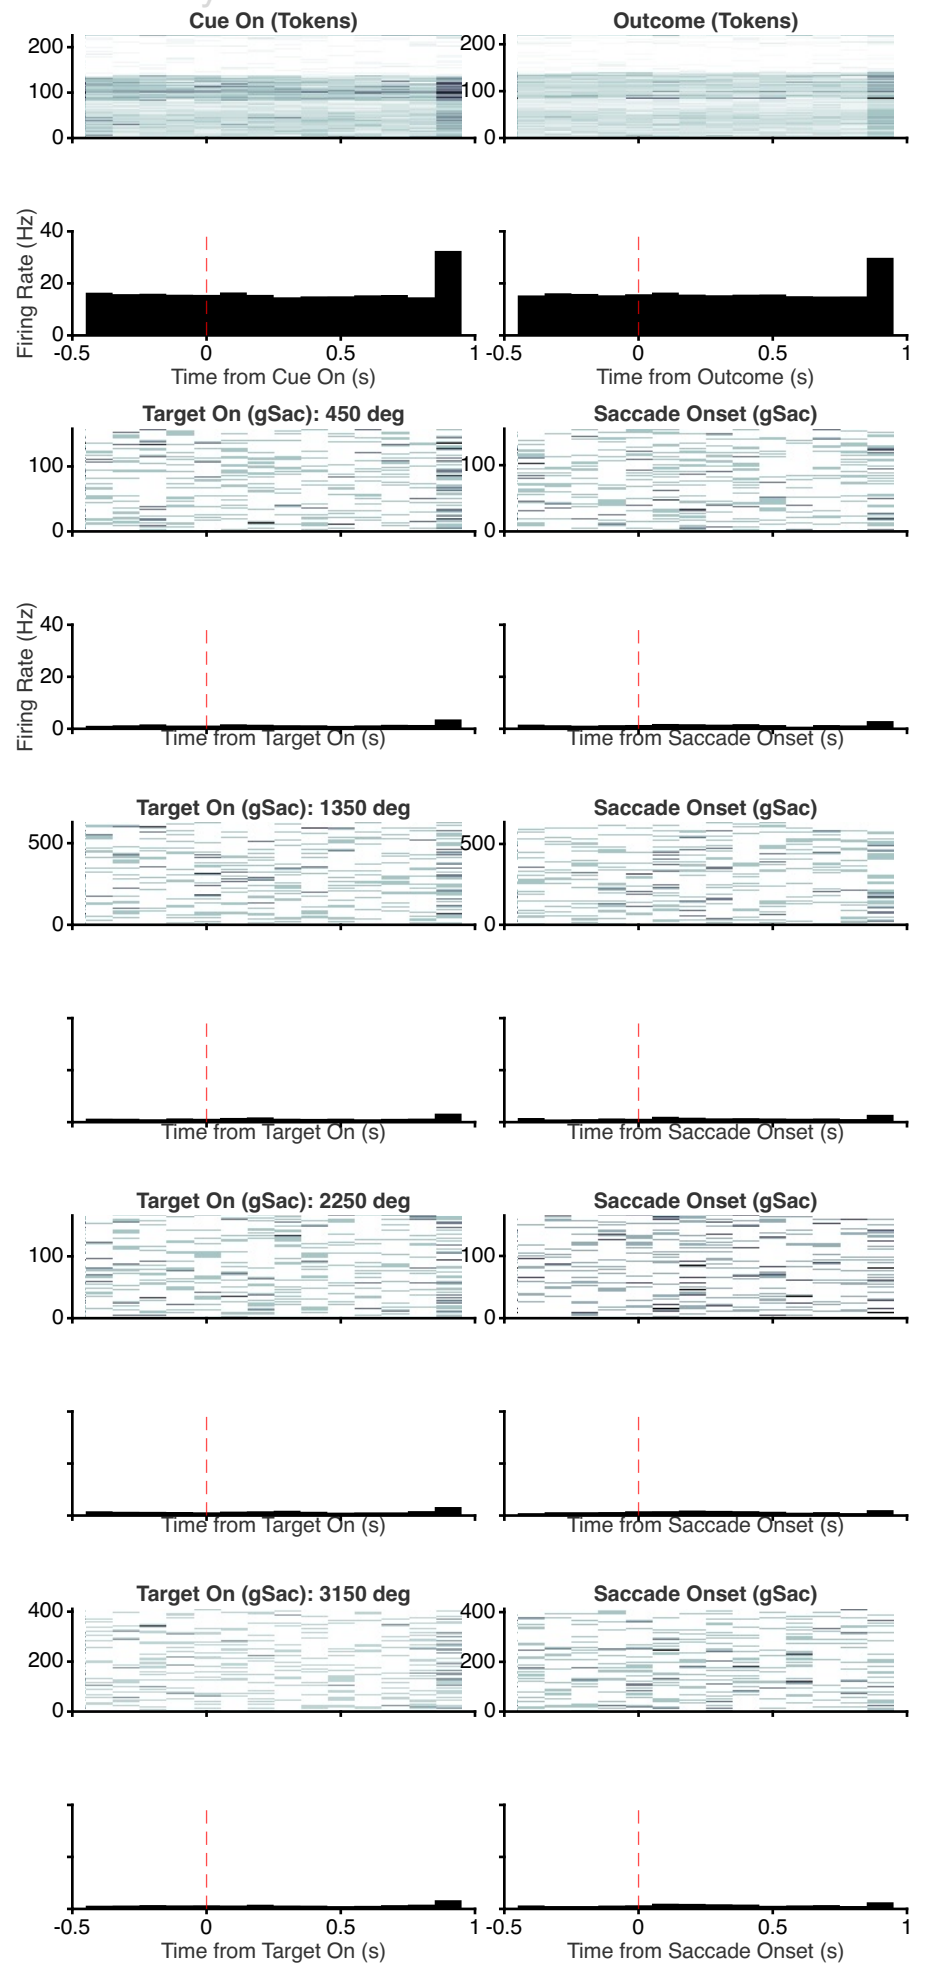 Cue On (Tokens)
Outcome (Tokens)
200
100
0
200
100
0
Firing Rate (Hz)
40
20
0
-0.5 0 0.5 1
-0.5 0 0.5 1
Time from Cue On (s)
Time from Outcome (s)
Target On (gSac): 450 deg
Saccade Onset (gSac)
100
0
100
0
Firing Rate (Hz)
40
20
0
0
Time from Target On (s)
Time from Saccade Onset (s)
Target On (gSac): 1350 deg
Saccade Onset (gSac)
500
0
500
0
Time from Target On (s)
Time from Saccade Onset (s)
Target On (gSac): 2250 deg
Saccade Onset (gSac)
100
0
100
0
Time from Target On (s)
Time from Saccade Onset (s)
Target On (gSac): 3150 deg
Saccade Onset (gSac)
400
200
0
400
200
0
-0.5 0 0.5 1
-0.5 0 0.5 1
Time from Target On (s)
Time from Saccade Onset (s)